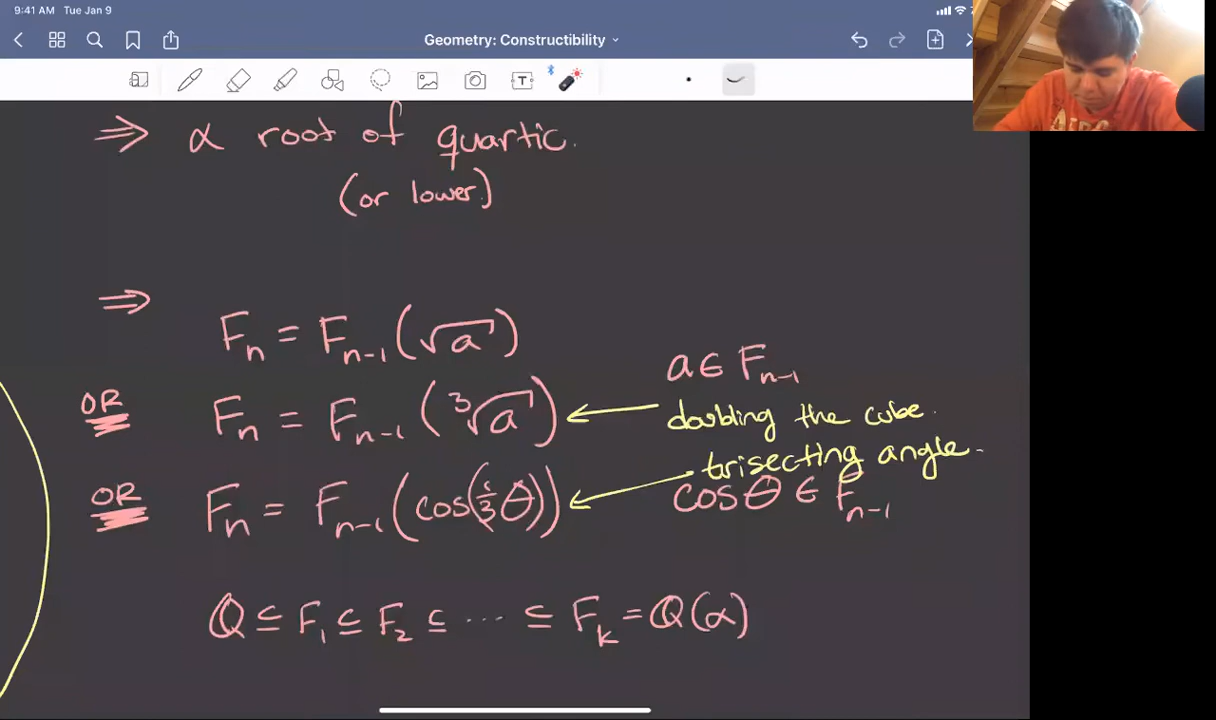 9:41 AM Tue Jan 9
Geometry: Constructibility
⇒ α root of quartic.
(or lower)
⇒
Fₙ = Fₙ₋₁(√a)
a ∈ Fₙ₋₁
OR Fₙ = Fₙ₋₁(∛a) ← doubling the cube.
trisecting angle.
OR Fₙ = Fₙ₋₁(cos(⅓θ)) ← cosθ ∈ Fₙ₋₁
ℚ ⊆ F₁ ⊆ F₂ ⊆ ⋯ ⊆ Fₖ = ℚ(α)